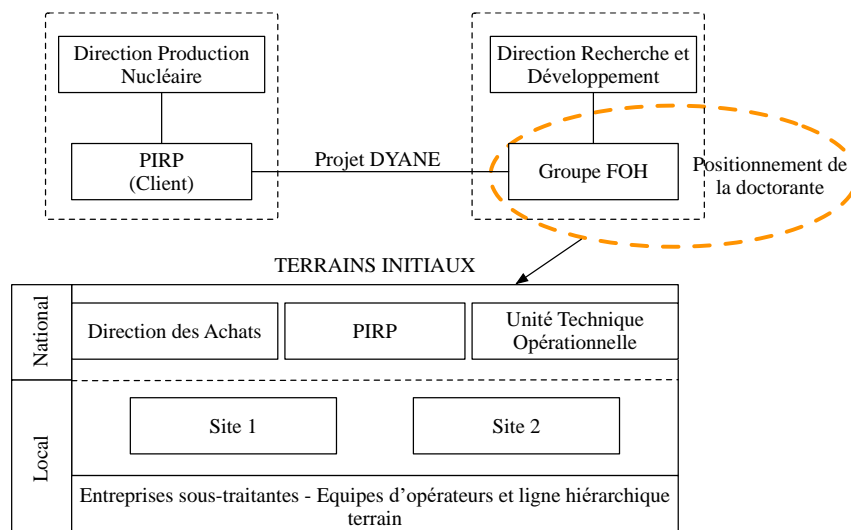 Direction Production
Nucléaire
Direction Recherche et
Développement
PIRP
(Client)
Projet DYANE
Groupe FOH
Positionnement de
la doctorante
TERRAINS INITIAUX
National
Direction des Achats
PIRP
Unité Technique
Opérationnelle
Local
Site 1
Site 2
Entreprises sous-traitantes - Equipes d’opérateurs et ligne hiérarchique
terrain